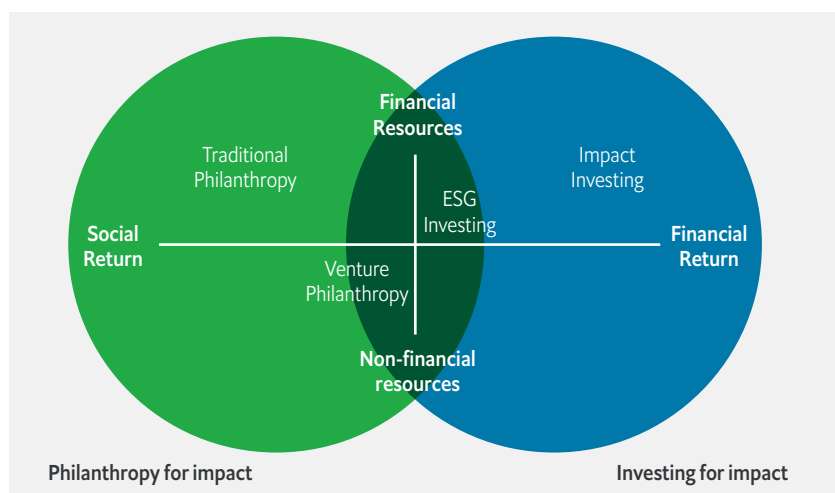 Financial
Resources
Traditional
Philanthropy
Impact
Investing
ESG
Investing
Social
Return
Financial
Return
Venture
Philanthropy
Non-financial
resources
Philanthropy for impact
Investing for impact